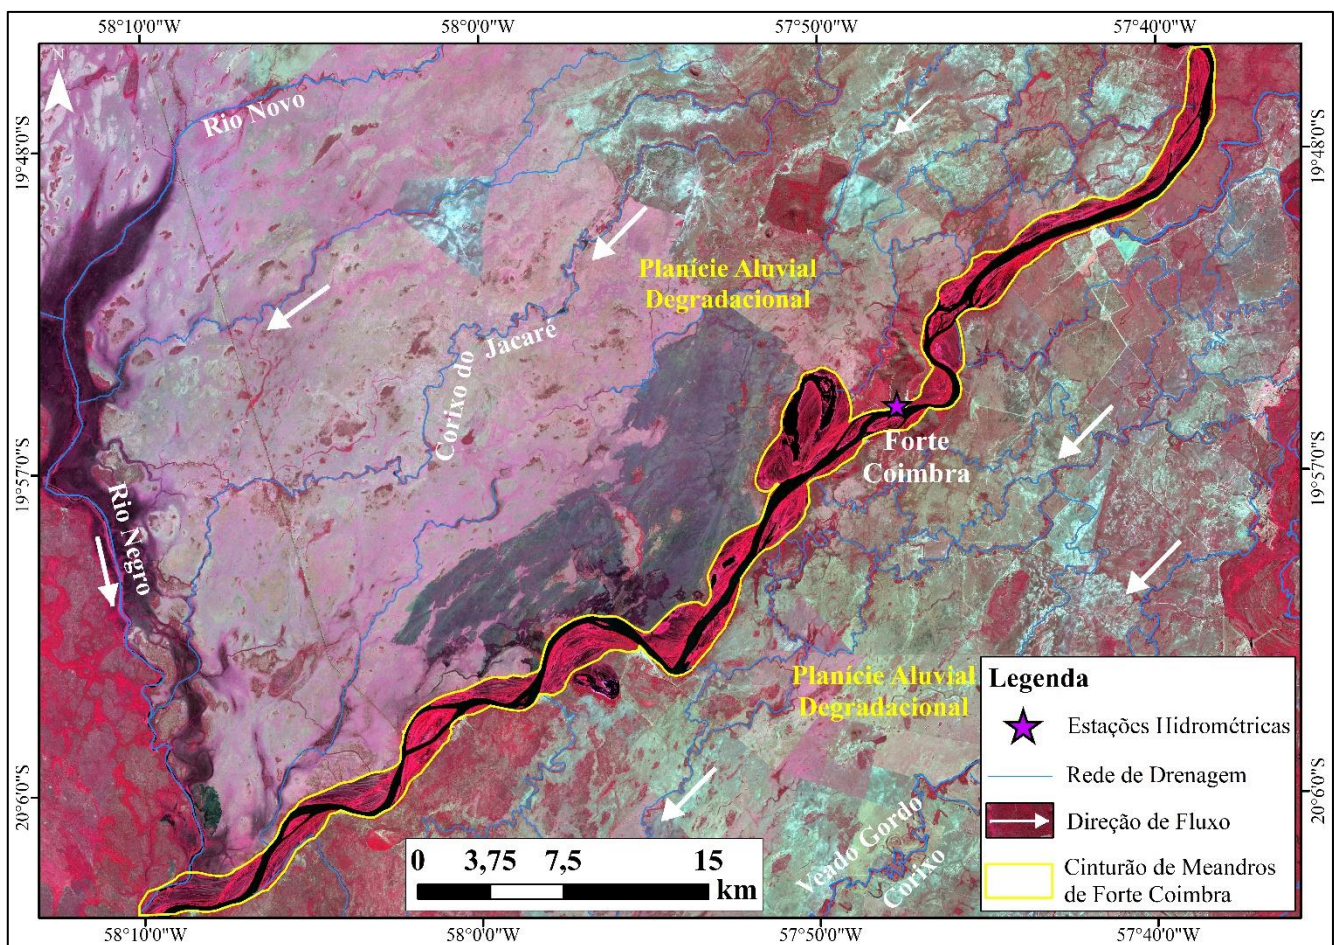 58°10'0"W 58°0'0"W 57°50'0"W 57°40'0"W
N
Rio Novo
19°48'0"S
19°48'0"S
Planície Aluvial
Degradacional
Corixo do Jacaré
Forte
Coimbra
19°57'0"S
19°57'0"S
Rio Negro
Planície Aluvial
Degradacional
Legenda
Estações Hidrométricas
Rede de Drenagem
Direção de Fluxo
Cinturão de Meandros
de Forte Coimbra
20°6'0"S
20°6'0"S
Veado Gordo
Corixo
0 3,75 7,5 15
km
58°10'0"W 58°0'0"W 57°50'0"W 57°40'0"W